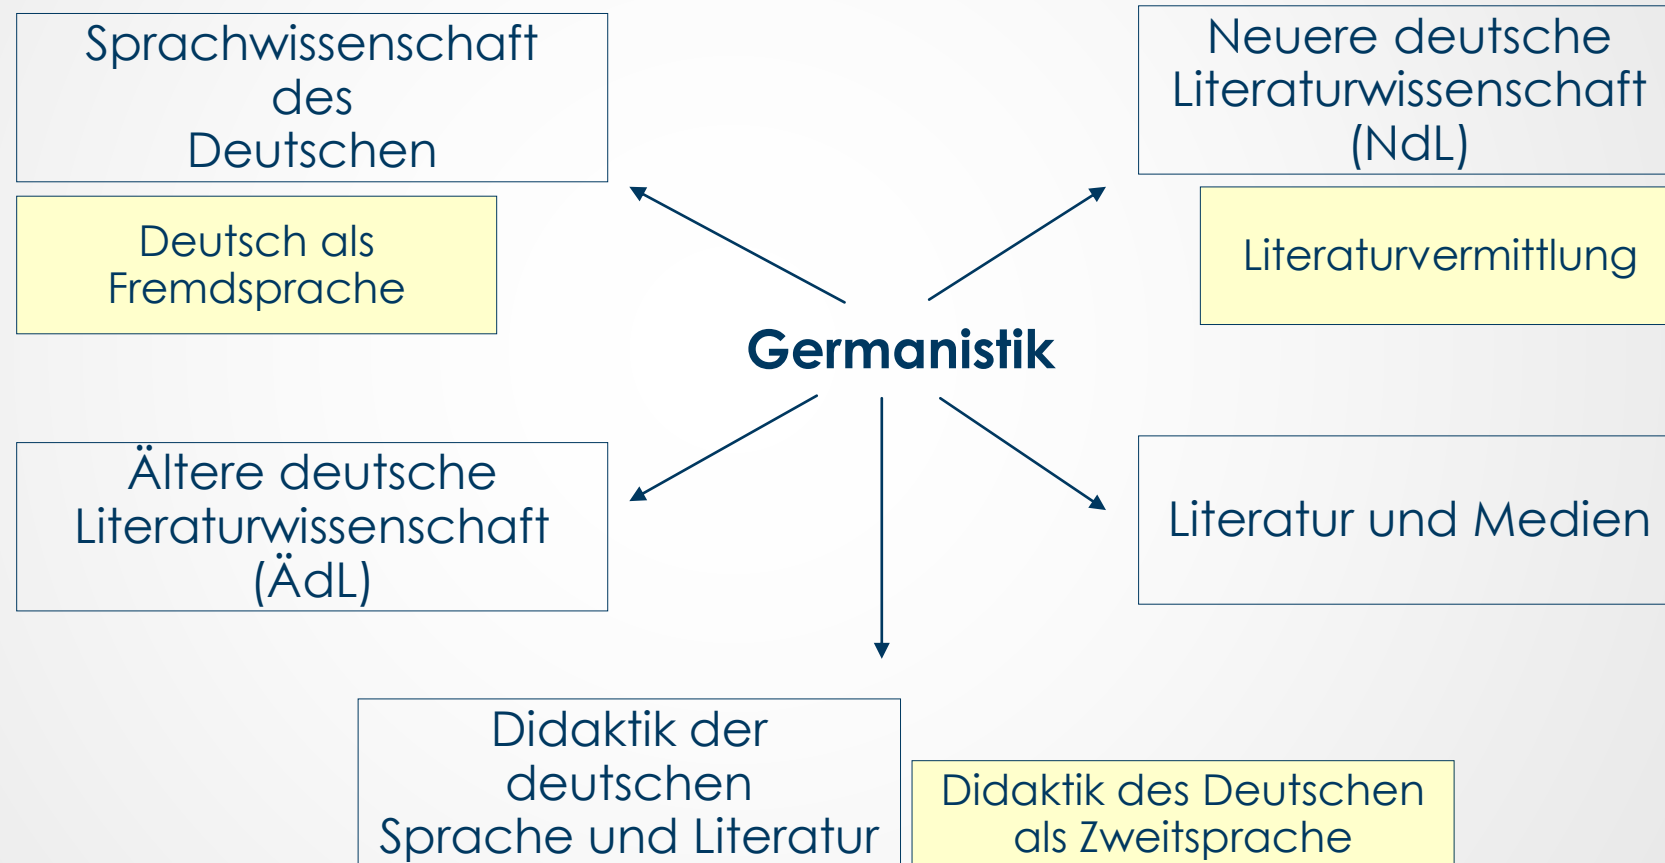 Sprachwissenschaft
des
Deutschen
Neuere deutsche
Literaturwissenschaft
(NdL)
Deutsch als
Fremdsprache
Literaturvermittlung
Germanistik
Ältere deutsche
Literaturwissenschaft
(ÄdL)
Literatur und Medien
Didaktik der
deutschen
Sprache und Literatur
Didaktik des Deutschen
als Zweitsprache